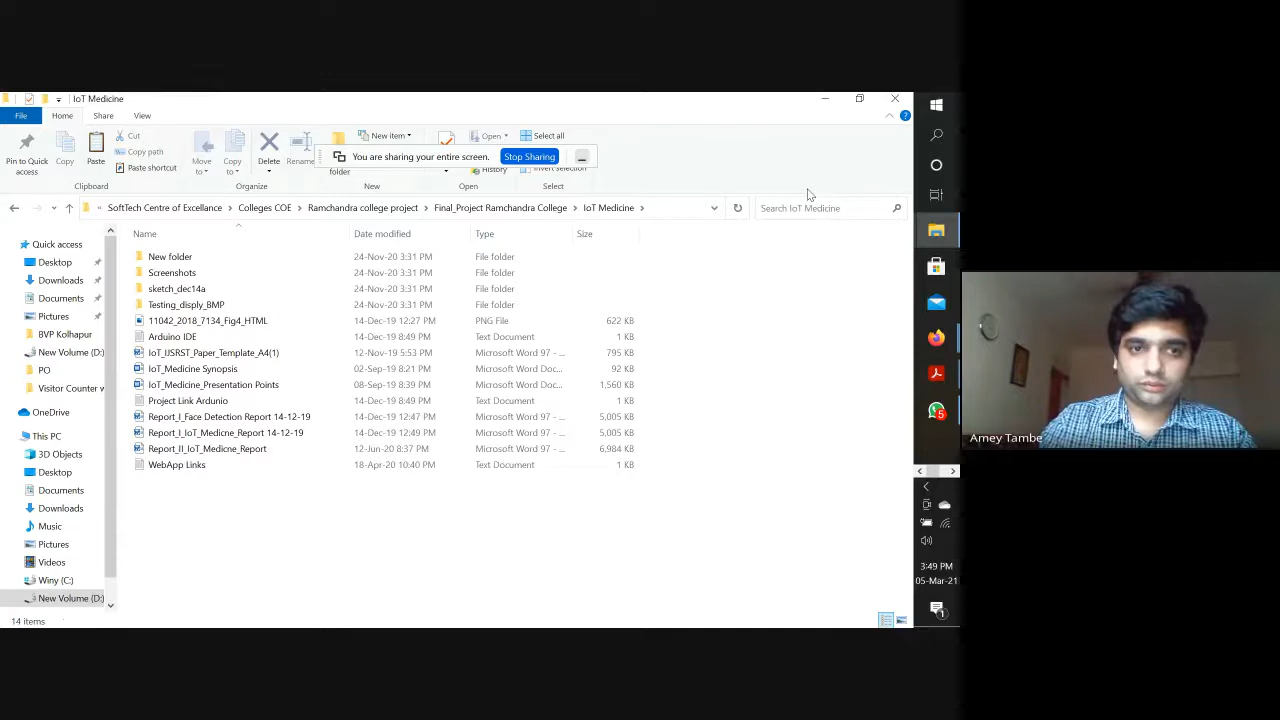 IoT Medicine
File Home Share View
Pin to Quick access
Copy
Paste
Cut
Copy path
Paste shortcut
Clipboard
Move to
Copy to
Delete
Rename
Organize
folder
New item
New
Open
History
Open
Select all
Invert selection
Select
You are sharing your entire screen. Stop Sharing
« SoftTech Centre of Excellence > Colleges COE > Ramchandra college project > Final_Project Ramchandra College > IoT Medicine >
Search IoT Medicine
Quick access
Desktop
Downloads
Documents
Pictures
BVP Kolhapur
New Volume (D:)
PO
Visitor Counter w
OneDrive
This PC
3D Objects
Desktop
Documents
Downloads
Music
Pictures
Videos
Winy (C:)
New Volume (D:)
Name Date modified Type Size
New folder 24-Nov-20 3:31 PM File folder
Screenshots 24-Nov-20 3:31 PM File folder
sketch_dec14a 24-Nov-20 3:31 PM File folder
Testing_disply_BMP 24-Nov-20 3:31 PM File folder
11042_2018_7134_Fig4_HTML 14-Dec-19 12:27 PM PNG File 622 KB
Arduino IDE 14-Dec-19 8:49 PM Text Document 1 KB
IoT_IJSRST_Paper_Template_A4(1) 12-Nov-19 5:53 PM Microsoft Word 97 - ... 795 KB
IoT_Medicine Synopsis 02-Sep-19 8:21 PM Microsoft Word Doc... 92 KB
IoT_Medicine_Presentation Points 08-Sep-19 8:39 PM Microsoft Word 97 - ... 1,560 KB
Project Link Ardunio 14-Dec-19 8:49 PM Text Document 1 KB
Report_I_Face Detection Report 14-12-19 14-Dec-19 12:47 PM Microsoft Word 97 - ... 5,005 KB
Report_I_IoT_Medicne_Report 14-12-19 14-Dec-19 12:49 PM Microsoft Word 97 - ... 5,005 KB
Report_II_IoT_Medicne_Report 12-Jun-20 8:37 PM Microsoft Word 97 - ... 6,984 KB
WebApp Links 18-Apr-20 10:40 PM Text Document 1 KB
14 items
5
3:49 PM
05-Mar-21
1
Amey Tambe